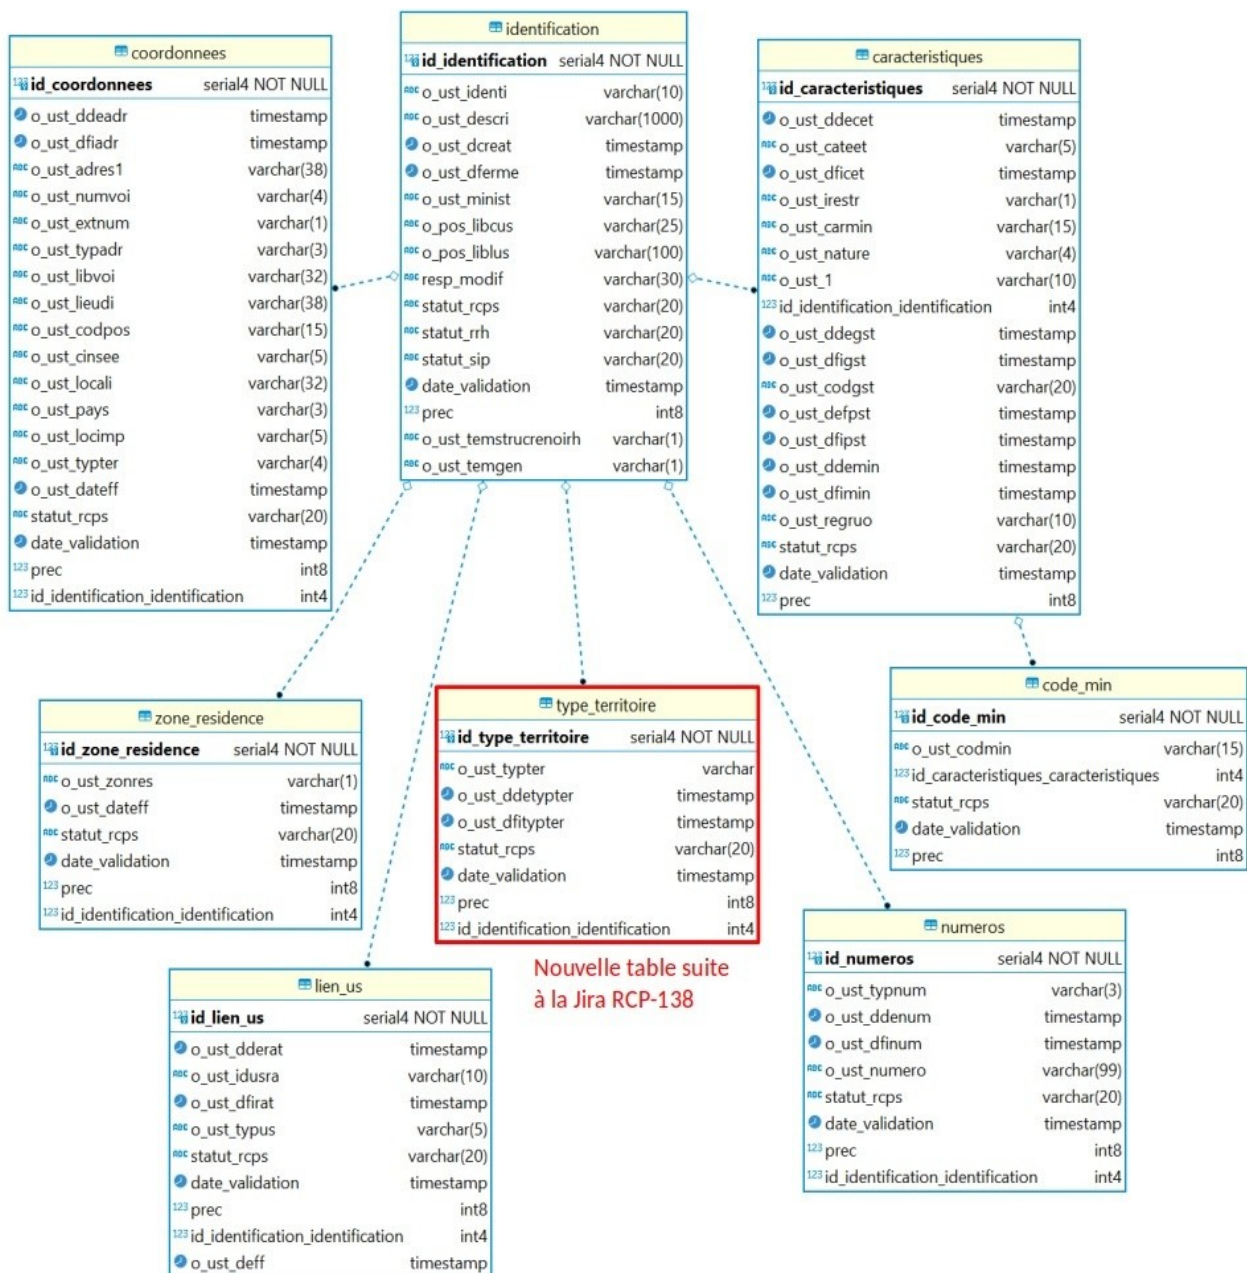 coordonnees
id_coordonnees serial4 NOT NULL
o_ust_ddeadr timestamp
o_ust_dfiadr timestamp
o_ust_adres1 varchar(38)
o_ust_numvoi varchar(4)
o_ust_extnum varchar(1)
o_ust_typadr varchar(3)
o_ust_libvoi varchar(32)
o_ust_lieudi varchar(38)
o_ust_codpos varchar(15)
o_ust_cinsee varchar(5)
o_ust_locali varchar(32)
o_ust_pays varchar(3)
o_ust_locimp varchar(5)
o_ust_typter varchar(4)
o_ust_dateff timestamp
statut_rcps varchar(20)
date_validation timestamp
prec int8
id_identification_identification int4
identification
id_identification serial4 NOT NULL
o_ust_identi varchar(10)
o_ust_descri varchar(1000)
o_ust_dcreat timestamp
o_ust_dferme timestamp
o_ust_minist varchar(15)
o_pos_libcus varchar(25)
o_pos_liblus varchar(100)
resp_modif varchar(30)
statut_rcps varchar(20)
statut_rrh varchar(20)
statut_sip varchar(20)
date_validation timestamp
prec int8
o_ust_temstrucrenoirh varchar(1)
o_ust_temgen varchar(1)
caracteristiques
id_caracteristiques serial4 NOT NULL
o_ust_ddecet timestamp
o_ust_cateet varchar(5)
o_ust_dficet timestamp
o_ust_irestr varchar(1)
o_ust_carmin varchar(15)
o_ust_nature varchar(4)
o_ust_1 varchar(10)
id_identification_identification int4
o_ust_ddegst timestamp
o_ust_dfigst timestamp
o_ust_codgst varchar(20)
o_ust_defpst timestamp
o_ust_dfipst timestamp
o_ust_ddemin timestamp
o_ust_dfimin timestamp
o_ust_regruo varchar(10)
statut_rcps varchar(20)
date_validation timestamp
prec int8
zone_residence
id_zone_residence serial4 NOT NULL
o_ust_zonres varchar(1)
o_ust_dateff timestamp
statut_rcps varchar(20)
date_validation timestamp
prec int8
id_identification_identification int4
type_territoire
id_type_territoire serial4 NOT NULL
o_ust_typter varchar
o_ust_ddetypter timestamp
o_ust_dfitypter timestamp
statut_rcps varchar(20)
date_validation timestamp
prec int8
id_identification_identification int4
Nouvelle table suite
à la Jira RCP-138
code_min
id_code_min serial4 NOT NULL
o_ust_codmin varchar(15)
id_caracteristiques_caracteristiques int4
statut_rcps varchar(20)
date_validation timestamp
prec int8
lien_us
id_lien_us serial4 NOT NULL
o_ust_dderat timestamp
o_ust_idusra varchar(10)
o_ust_dfirat timestamp
o_ust_typus varchar(5)
statut_rcps varchar(20)
date_validation timestamp
prec int8
id_identification_identification int4
o_ust_deff timestamp
numeros
id_numeros serial4 NOT NULL
o_ust_typnum varchar(3)
o_ust_ddenum timestamp
o_ust_dfinum timestamp
o_ust_numero varchar(99)
statut_rcps varchar(20)
date_validation timestamp
prec int8
id_identification_identification int4